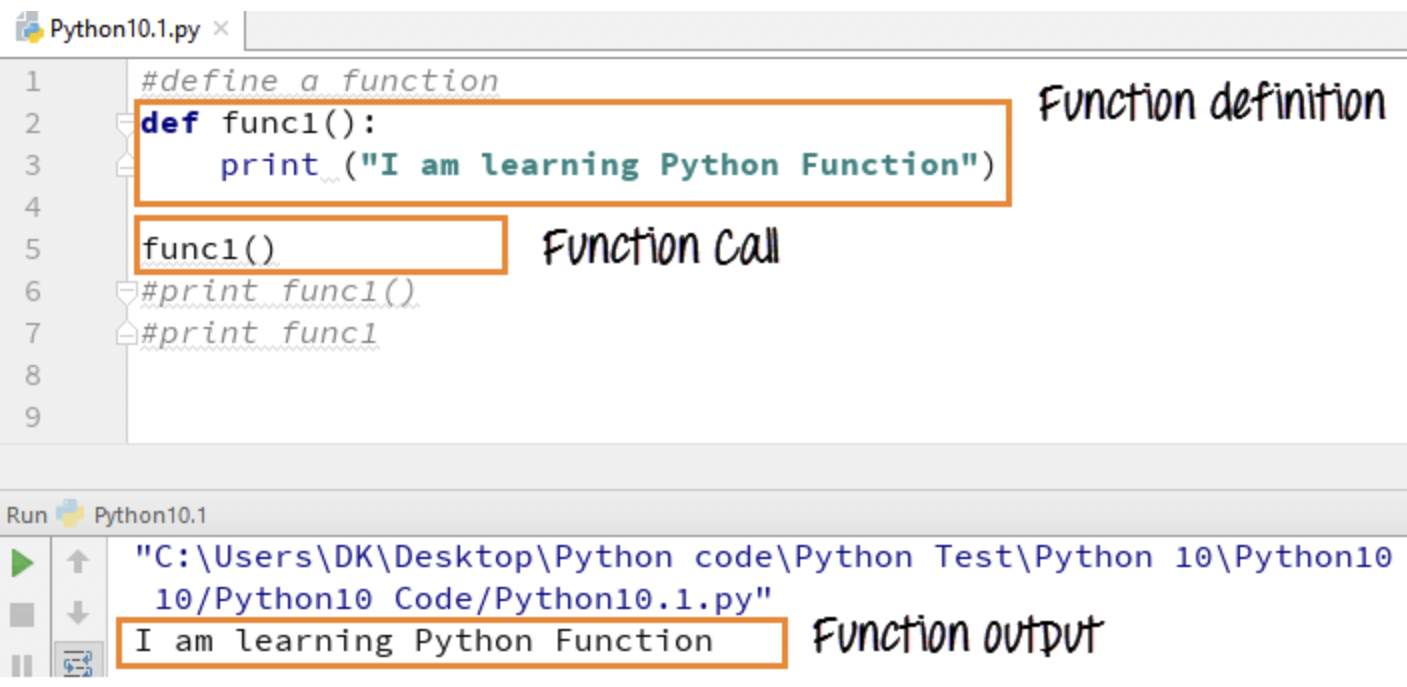 Python10.1.py
1 #define a function
Function definition
2 def func1():
3     print ("I am learning Python Function")
4
5 func1()
Function Call
6 #print func1()
7 #print func1
8
9
Run Python10.1
"C:\Users\DK\Desktop\Python code\Python Test\Python 10\Python10
10/Python10 Code/Python10.1.py"
I am learning Python Function
Function output